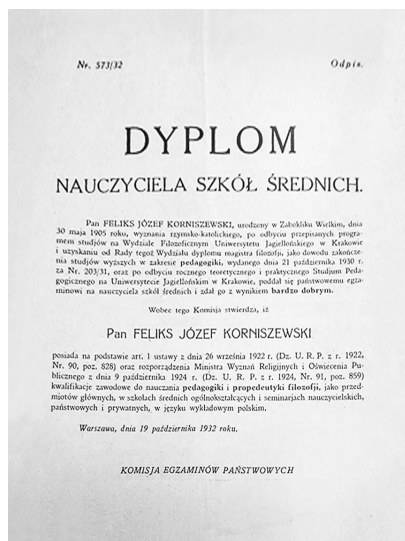 Nr. 573/32
Odpis.
DYPLOM
NAUCZYCIELA SZKÓŁ ŚREDNICH.
Pan FELIKS JÓZEF KORNISZEWSKI, urodzony w Zabokliku Wielkim, dnia
30 maja 1905 roku, wyznania rzymsko-katolickiego, po odbyciu przepisanych progra-
mem studjów na Wydziale Filozoficznym Uniwersytetu Jagiellońskiego w Krakowie
i uzyskaniu od Rady tegoż Wydziału dyplomu magistra filozofji, jako dowodu zakończe-
nia studjów wyższych w zakresie pedagogiki, wydanego dnia 21 października 1930 r.
za Nr. 203/31, oraz po odbyciu rocznego teoretycznego i praktycznego Studjum Peda-
gogicznego na Uniwersytecie Jagiellońskim w Krakowie, poddał się państwowemu egza-
minowi na nauczyciela szkół średnich i zdał go z wynikiem bardzo dobrym.
Wobec tego Komisja stwierdza, iż
Pan FELIKS JÓZEF KORNISZEWSKI
posiada na podstawie art. 1 ustawy z dnia 26 września 1922 r. (Dz. U. R. P. z r. 1922,
Nr. 90, poz. 828) oraz rozporządzenia Ministra Wyznań Religijnych i Oświecenia Pu-
blicznego z dnia 9 października 1924 r. (Dz. U. R. P. z r. 1924, Nr. 91, poz. 859)
kwalifikacje zawodowe do nauczania pedagogiki i propedeutyki filozofji, jako przed-
miotów głównych, w szkołach średnich ogólnokształcących i seminarjach nauczycielskich,
państwowych i prywatnych, w języku wykładowym polskim.
Warszawa, dnia 19 października 1932 roku.
KOMISJA EGZAMINÓW PAŃSTWOWYCH